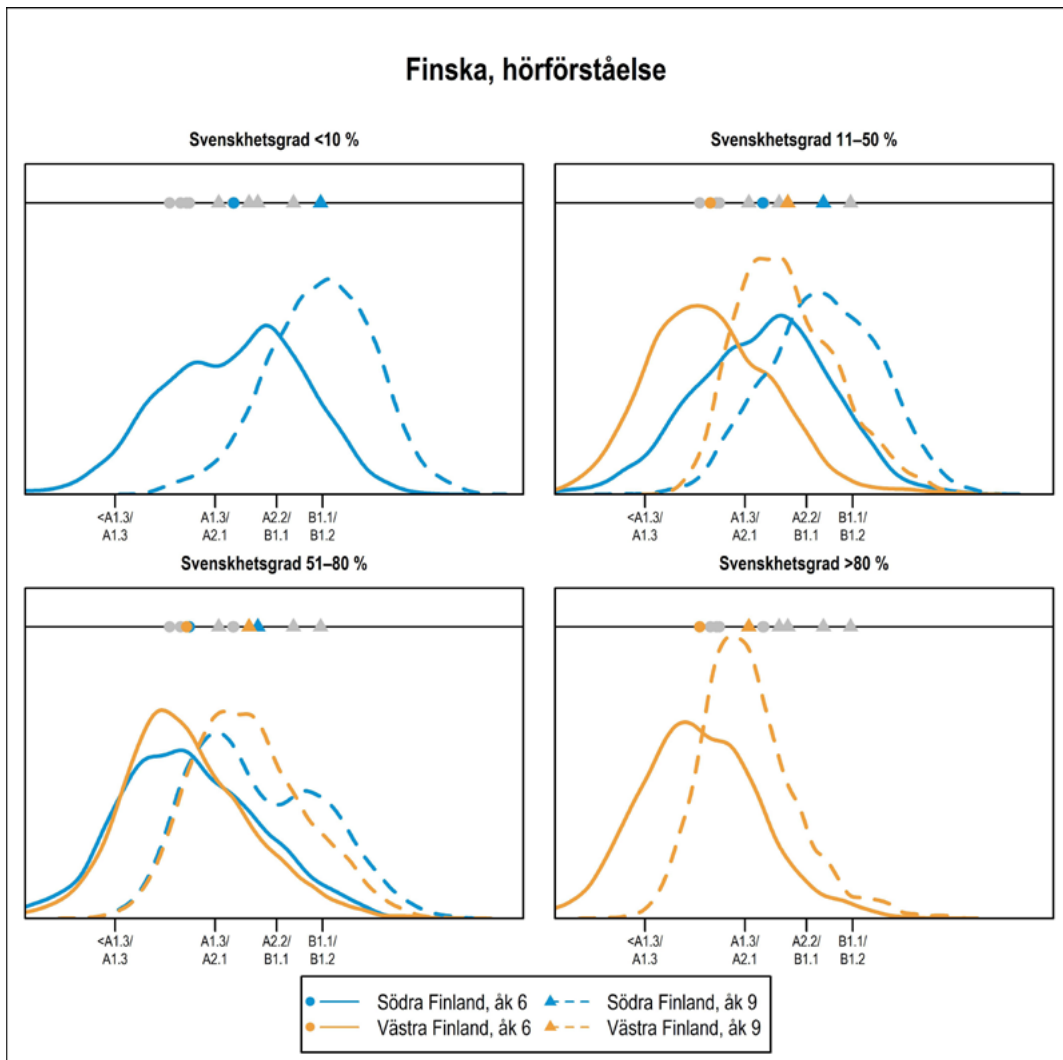 Finska, hörförståelse
Svenskhetsgrad <10 %
<A1.3/
A1.3
A1.3/
A2.1
A2.2/
B1.1
B1.1/
B1.2
Svenskhetsgrad 11–50 %
<A1.3/
A1.3
A1.3/
A2.1
A2.2/
B1.1
B1.1/
B1.2
Svenskhetsgrad 51–80 %
<A1.3/
A1.3
A1.3/
A2.1
A2.2/
B1.1
B1.1/
B1.2
Svenskhetsgrad >80 %
<A1.3/
A1.3
A1.3/
A2.1
A2.2/
B1.1
B1.1/
B1.2
Södra Finland, åk 6
Västra Finland, åk 6
Södra Finland, åk 9
Västra Finland, åk 9